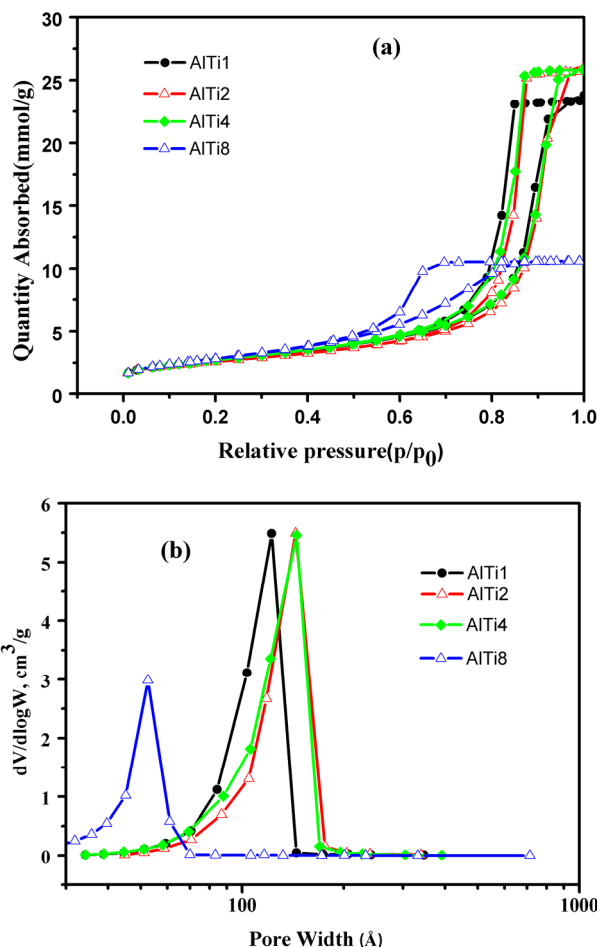 30
25
20
15
10
5
0
Quantity Absorbed(mmol/g)
(a)
AlTi1
AlTi2
AlTi4
AlTi8
0.0
0.2
0.4
0.6
0.8
1.0
Relative pressure(p/p0)
6
5
4
3
2
1
0
dV/dlogW, cm3/g
(b)
AlTi1
AlTi2
AlTi4
AlTi8
100
1000
Pore Width (Å)